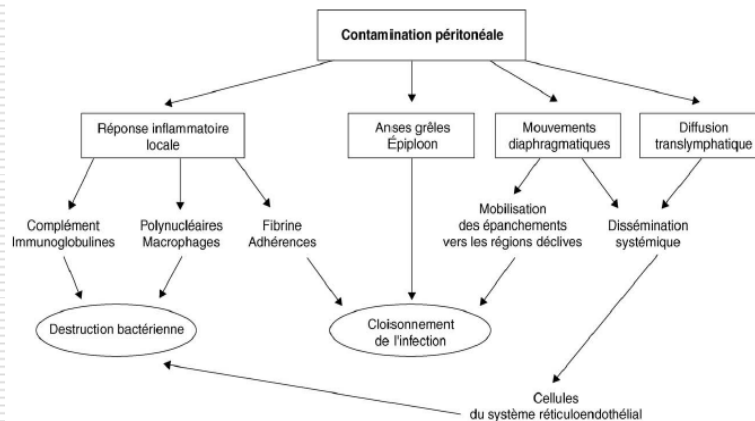 Contamination péritonéale
Réponse inflammatoire
locale
Anses grêles
Épiploon
Mouvements
diaphragmatiques
Diffusion
translymphatique
Complément
Immunoglobulines
Polynucléaires
Macrophages
Fibrine
Adhérences
Mobilisation
des épanchements
vers les régions déclives
Dissémination
systémique
Destruction bactérienne
Cloisonnement
de l'infection
Cellules
du système réticuloendothélial